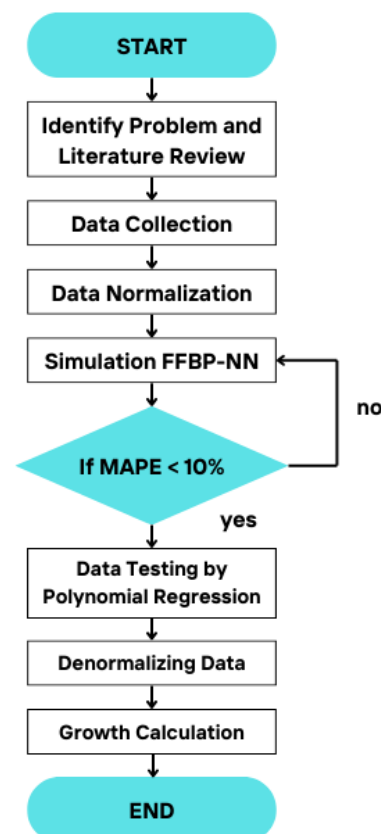 START
Identify Problem and
Literature Review
Data Collection
Data Normalization
Simulation FFBP-NN
no
If MAPE < 10%
yes
Data Testing by
Polynomial Regression
Denormalizing Data
Growth Calculation
END